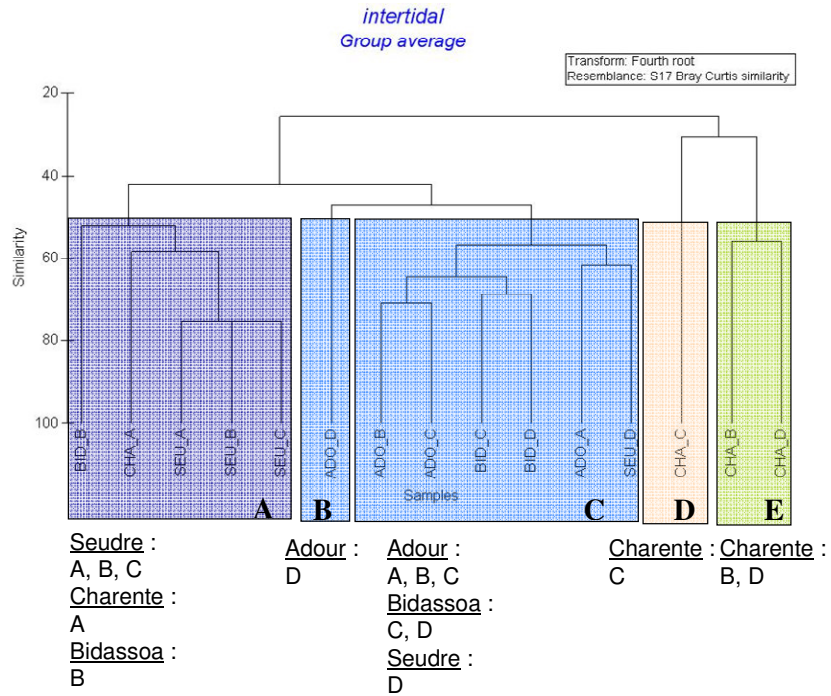 intertidal
Group average
Transform: Fourth root
Resemblance: S17 Bray Curtis similarity
20
40
60
80
100
Similarity
BID_B
CHA_A
SEU_A
SEU_B
SEU_C
ADO_D
ADO_B
ADO_C
BID_C
BID_D
ADO_A
SEU_D
CHA_C
CHA_B
CHA_D
Samples
A
B
C
D
E
Seudre :
A, B, C
Charente :
A
Bidassoa :
B
Adour :
D
Adour :
A, B, C
Bidassoa :
C, D
Seudre :
D
Charente :
C
Charente :
B, D